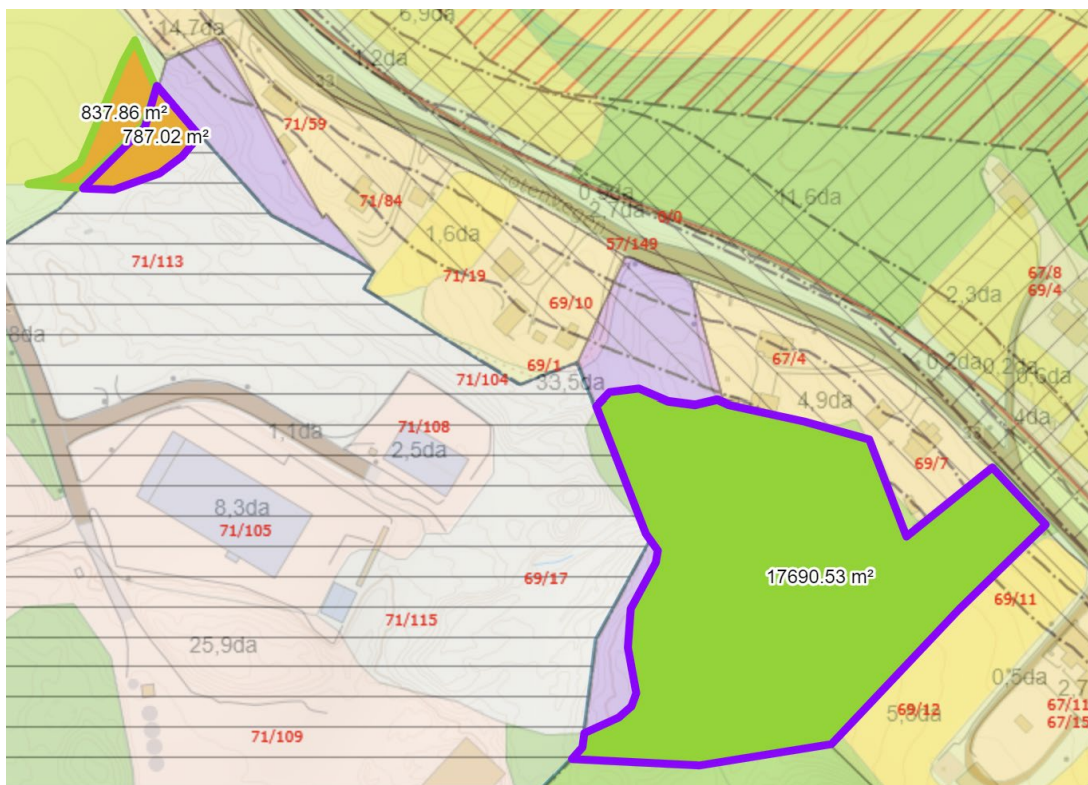 6,9da
14,7da
1,2da
33
837.86 m²
71/59
787.02 m²
0,9da
11,6da
71/84
2,7da
0/0
1,6da
57/149
71/113
71/19
67/8
69/4
2,3da
69/10
67/4
0,2da
0,2da
69/1
71/104
33,5da
4,9da
71/108
1,1da
2,5da
69/7
8,3da
71/105
17690.53 m²
69/17
69/11
71/115
25,9da
0,5da
69/12
67/11
67/15
71/109